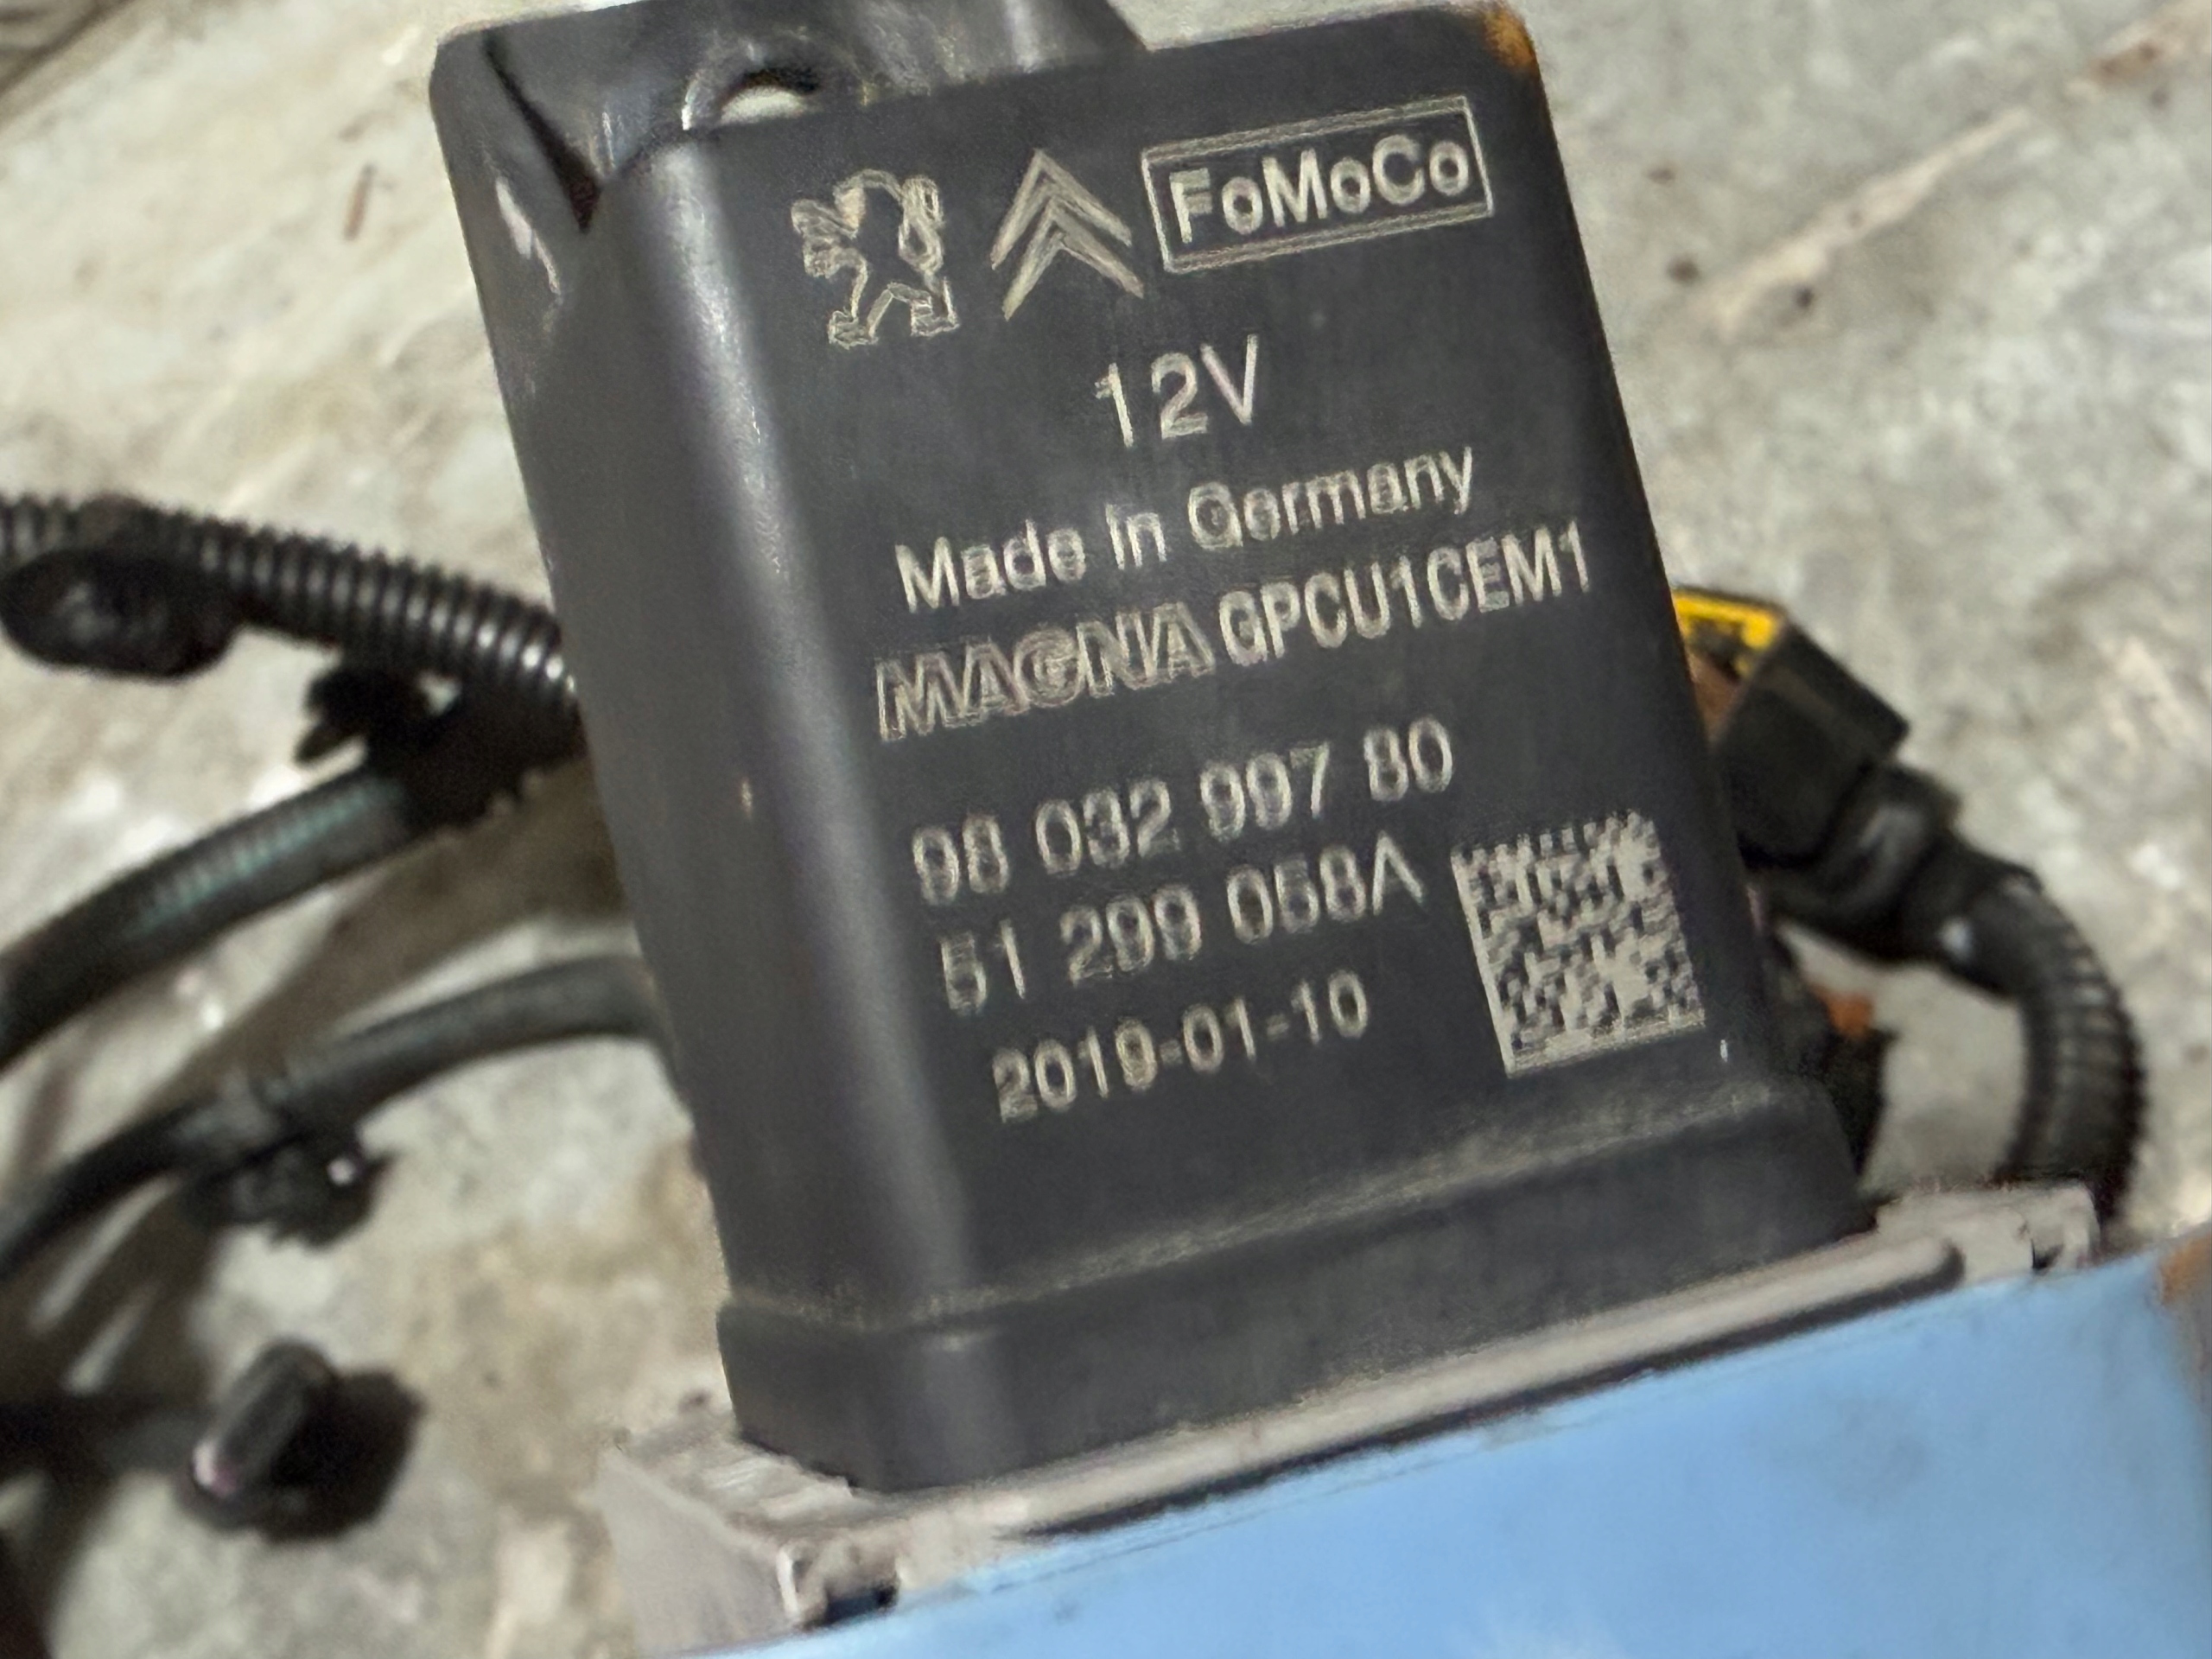 FoMoCo
12V
Made In Germany
MAGNA GPCU1CEM1
98 032 997 80
51 299 058A
2019-01-10